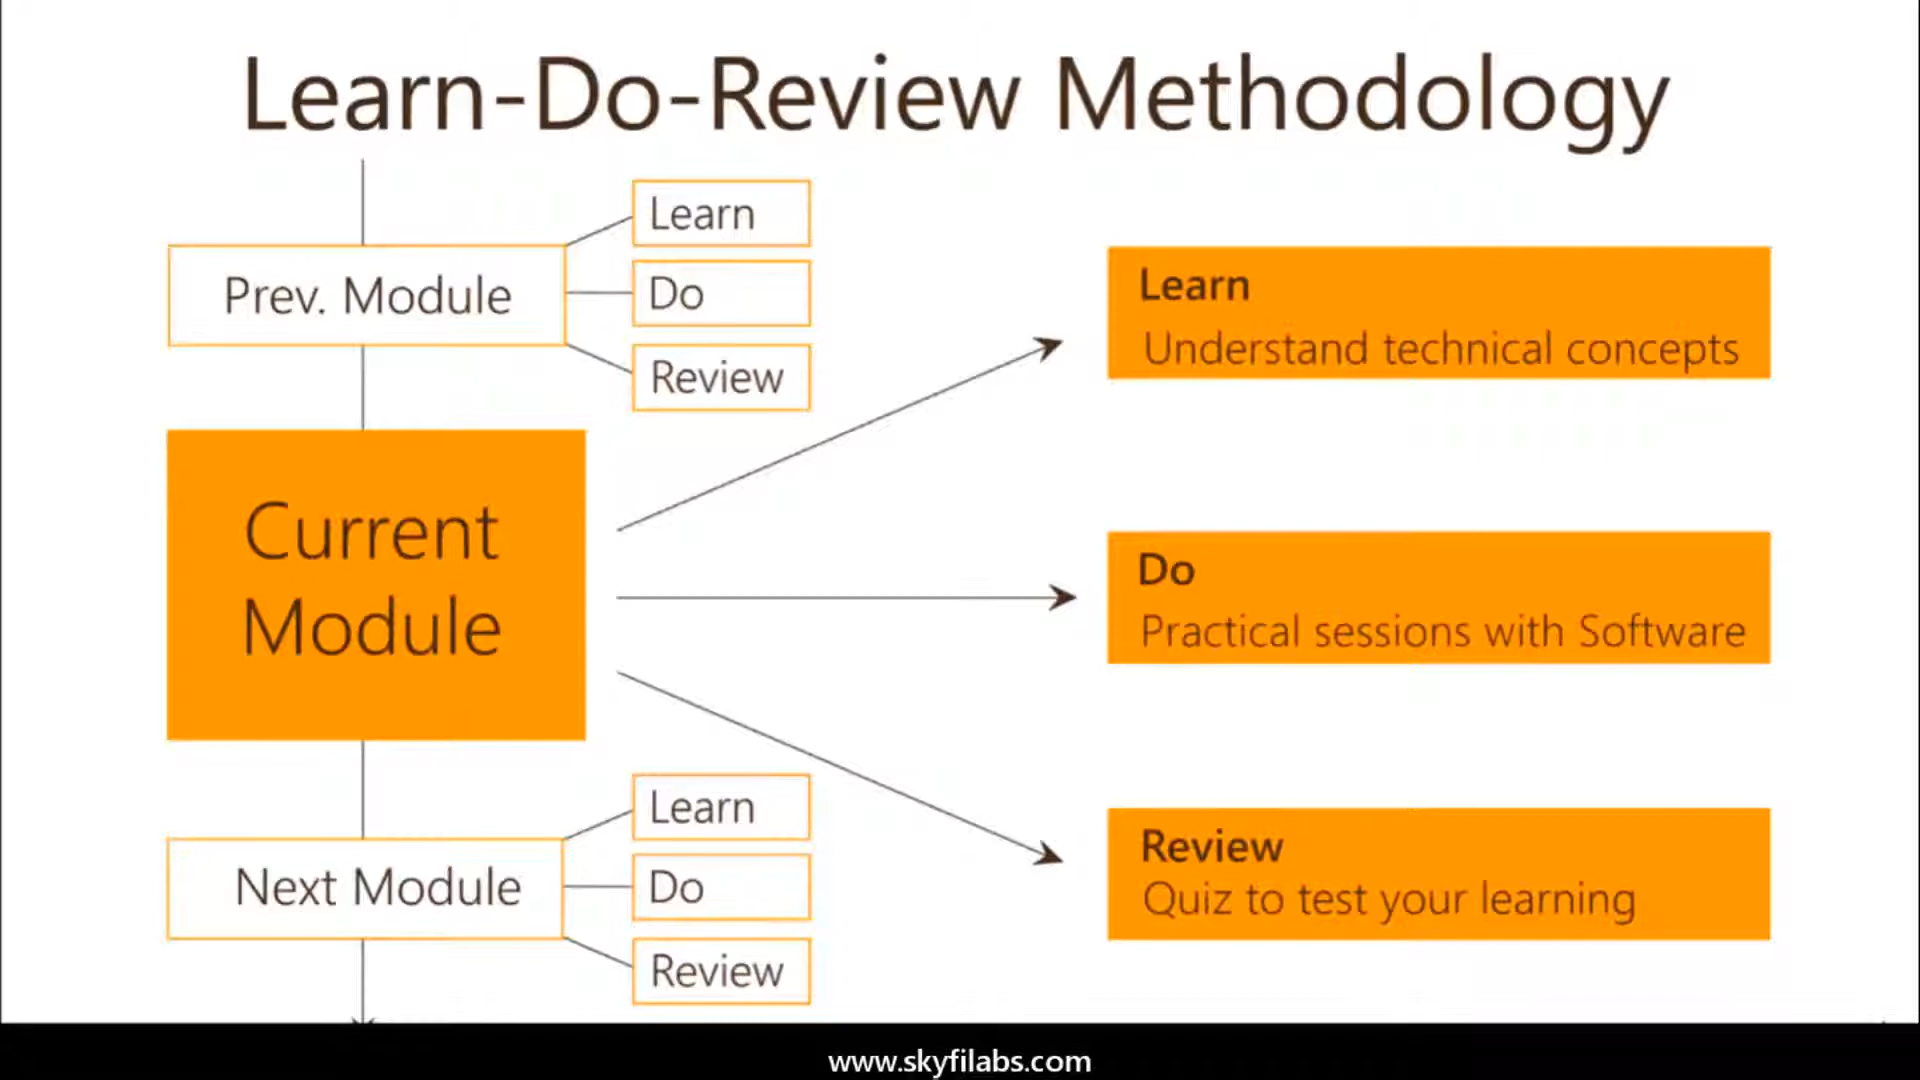 Learn-Do-Review Methodology
Prev. Module
Learn
Do
Review
Current
Module
Learn
Understand technical concepts
Do
Practical sessions with Software
Review
Quiz to test your learning
Next Module
Learn
Do
Review
www.skyfilabs.com